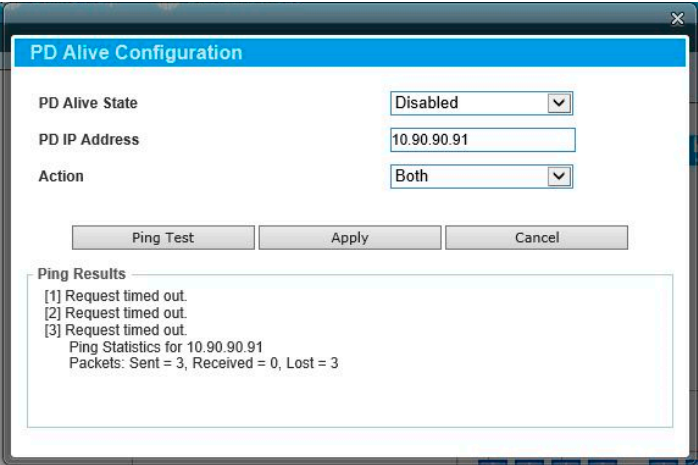 PD Alive Configuration
PD Alive State Disabled
PD IP Address 10.90.90.91
Action Both
Ping Test Apply Cancel
Ping Results
[1] Request timed out.
[2] Request timed out.
[3] Request timed out.
Ping Statistics for 10.90.90.91
Packets: Sent = 3, Received = 0, Lost = 3